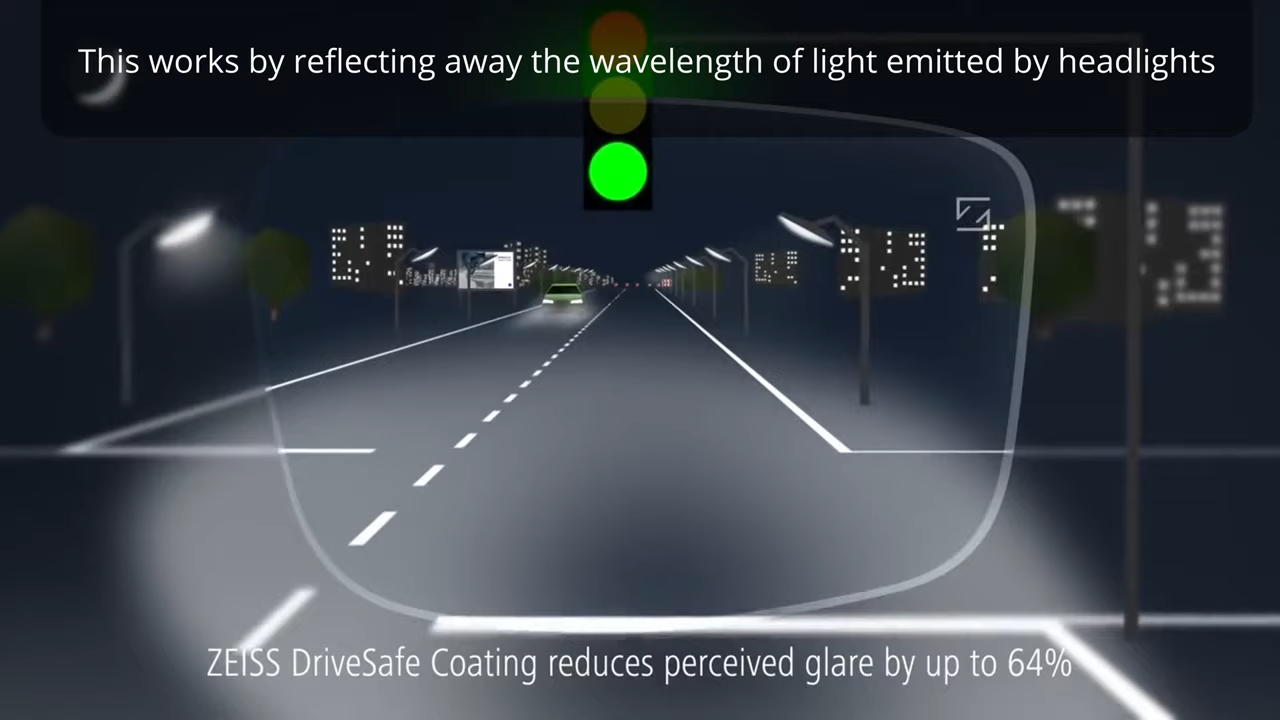 This works by reflecting away the wavelength of light emitted by headlights
ZEISS DriveSafe Coating reduces perceived glare by up to 64%